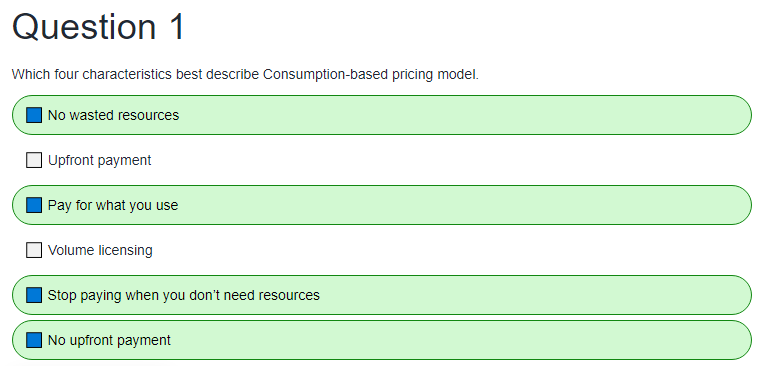 Question 1
Which four characteristics best describe Consumption-based pricing model.
No wasted resources
Upfront payment
Pay for what you use
Volume licensing
Stop paying when you don’t need resources
No upfront payment